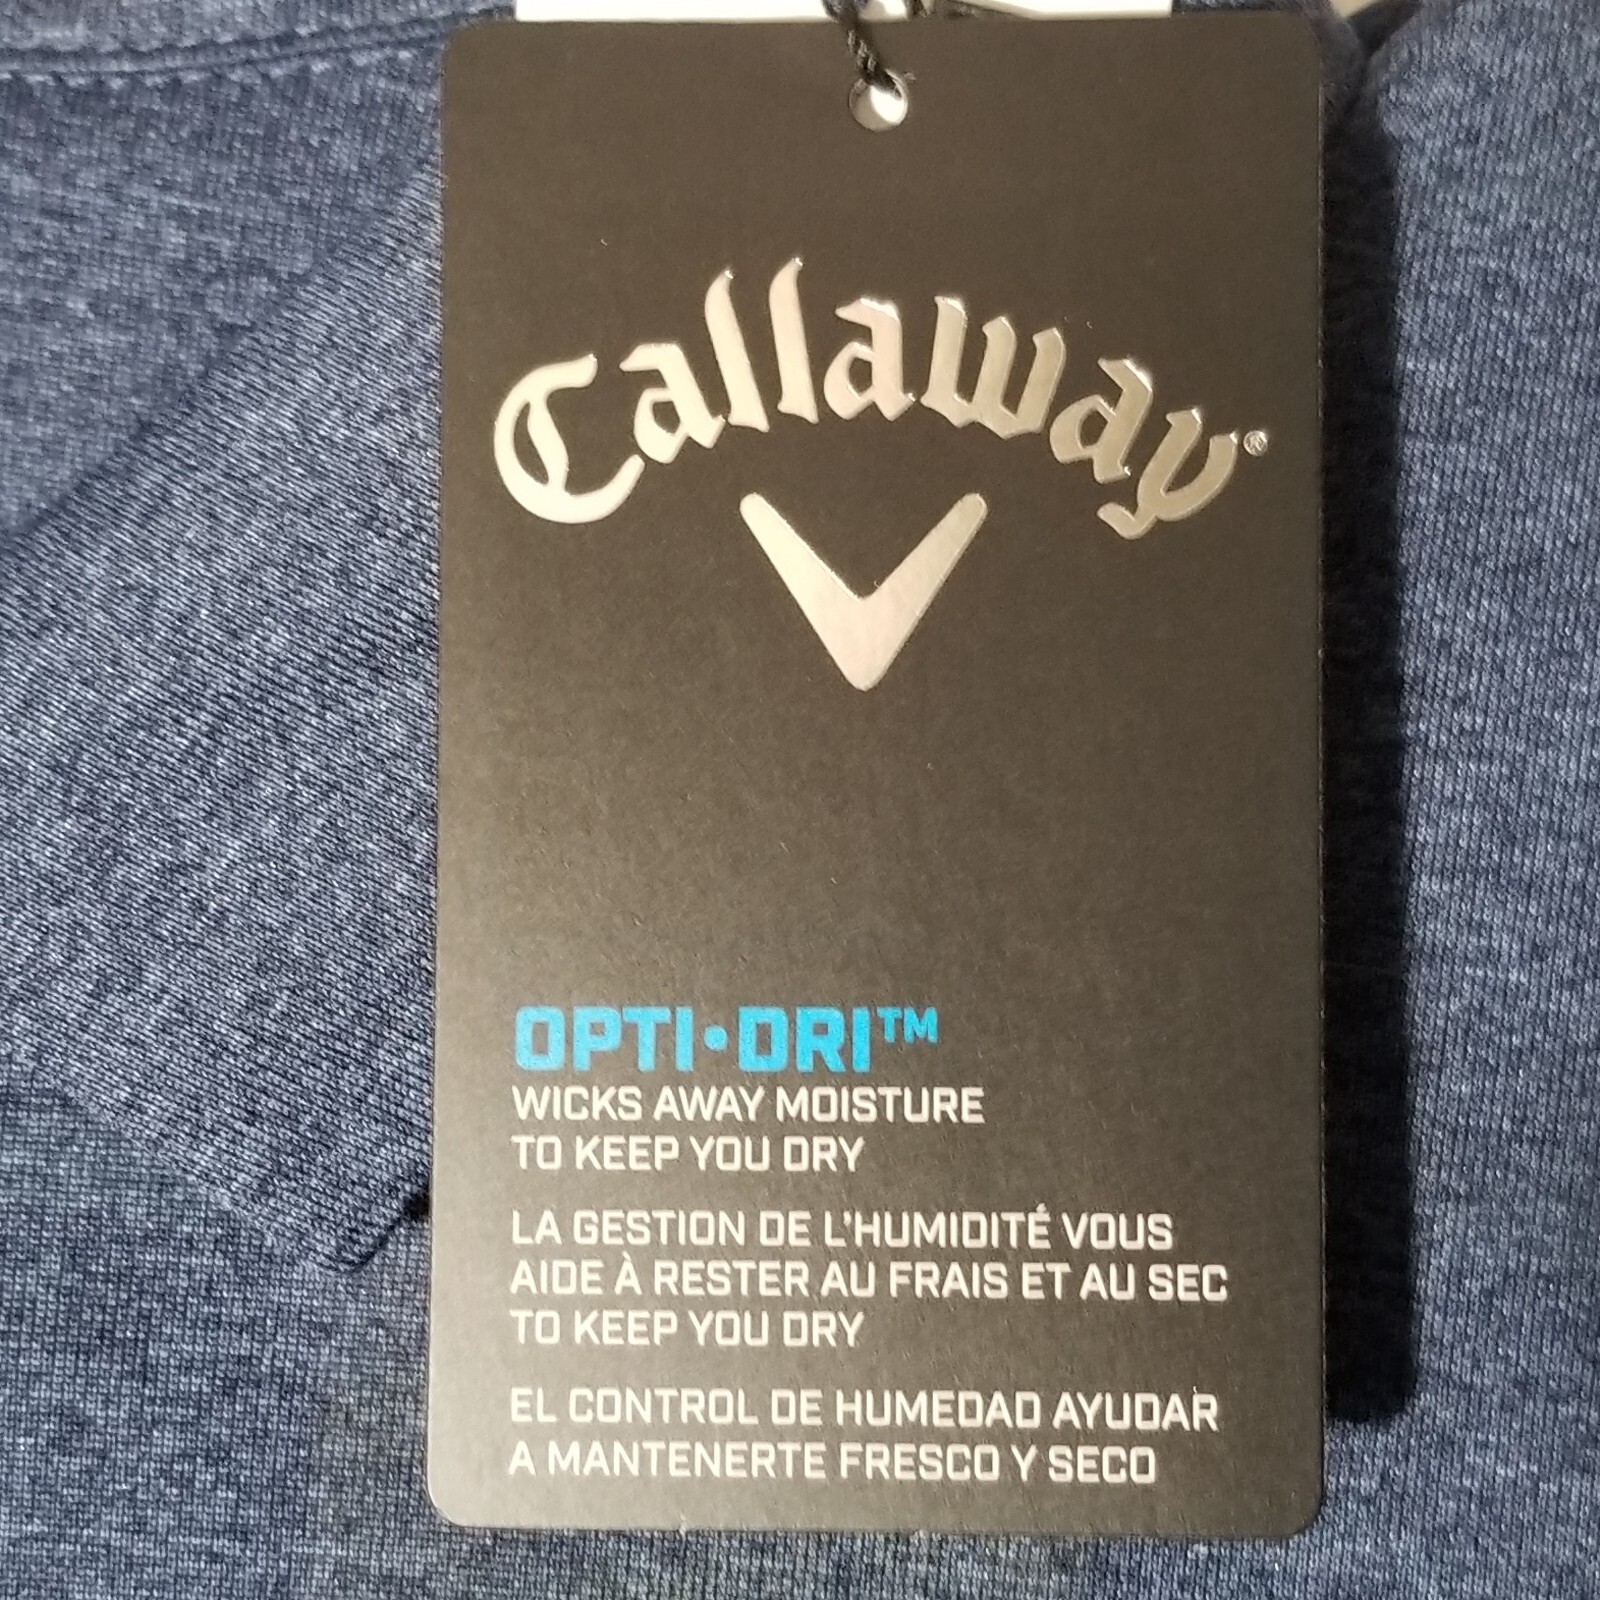 Callaway®
OPTI•DRI™
WICKS AWAY MOISTURE
TO KEEP YOU DRY
LA GESTION DE L'HUMIDITÉ VOUS
AIDE À RESTER AU FRAIS ET AU SEC
TO KEEP YOU DRY
EL CONTROL DE HUMEDAD AYUDAR
A MANTENERTE FRESCO Y SECO